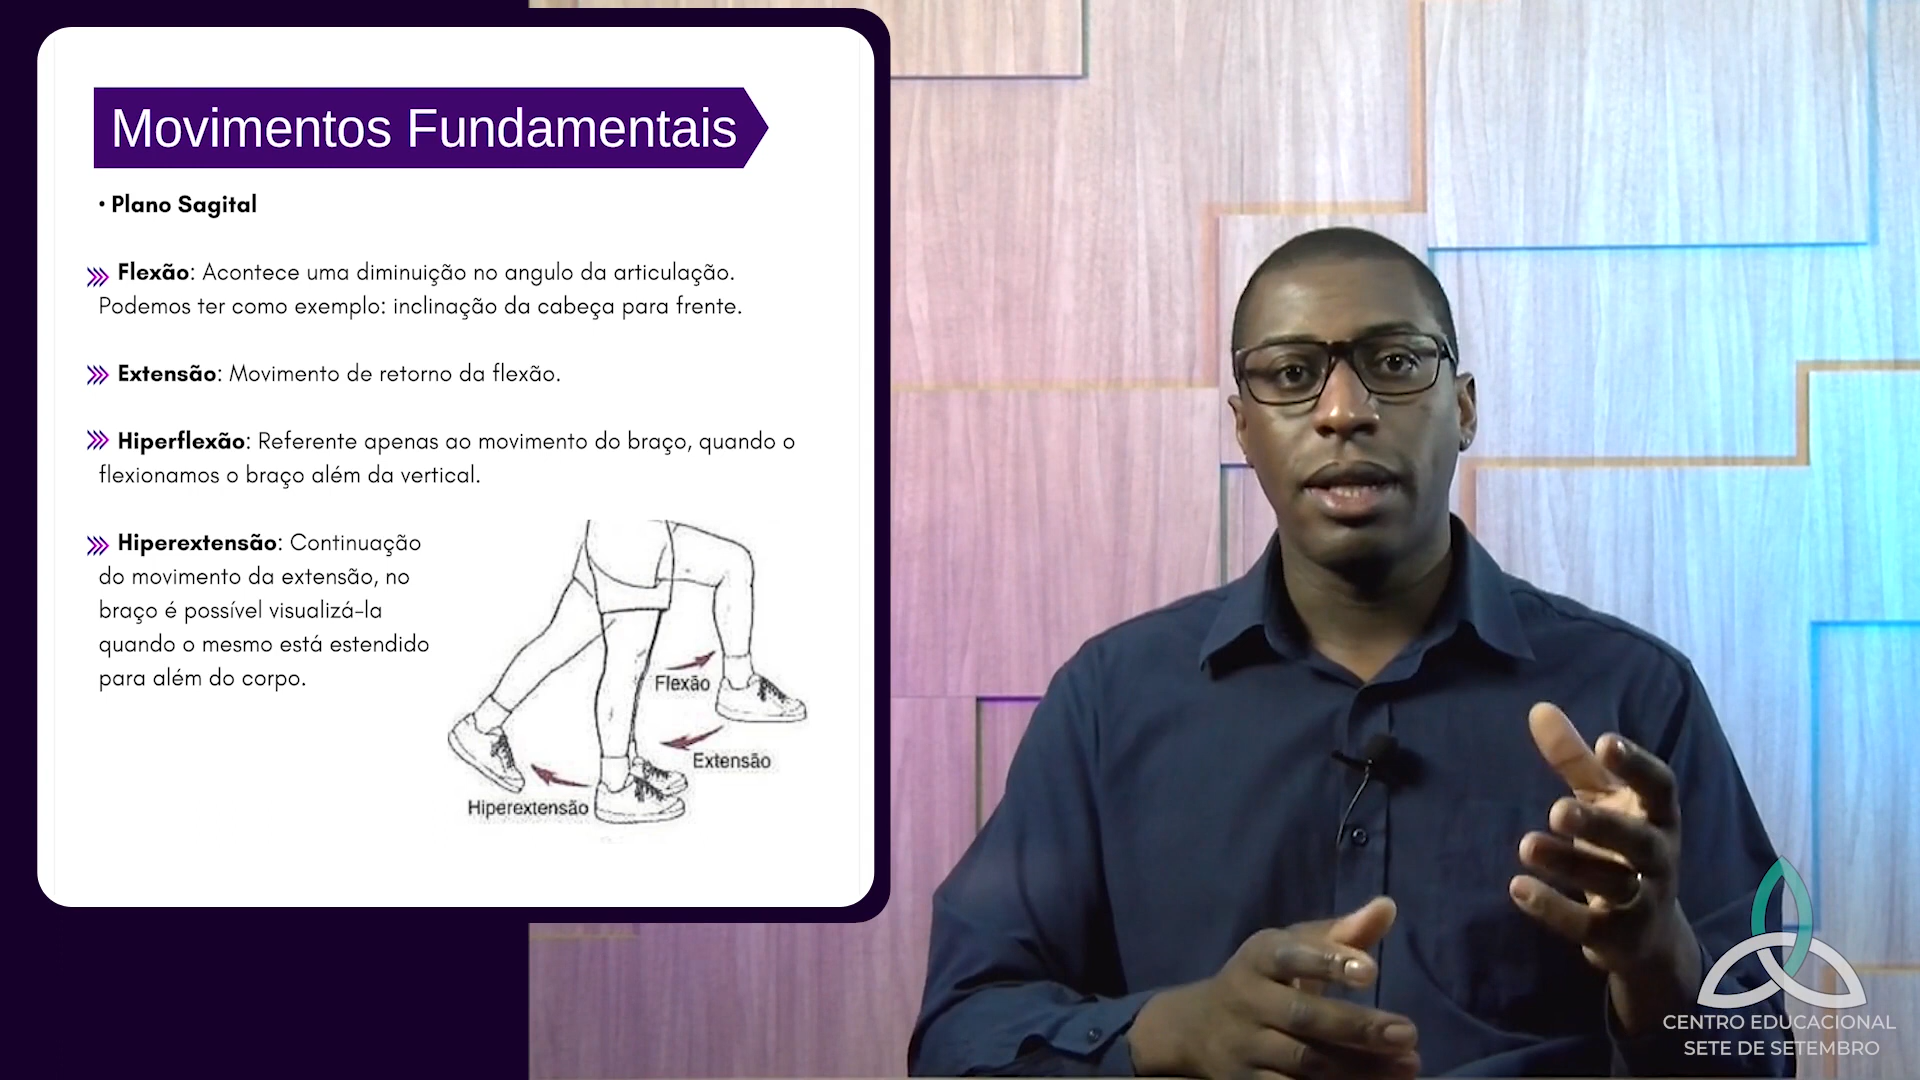 Movimentos Fundamentais
• Plano Sagital
Flexão: Acontece uma diminuição no angulo da articulação.
Podemos ter como exemplo: inclinação da cabeça para frente.
Extensão: Movimento de retorno da flexão.
Hiperflexão: Referente apenas ao movimento do braço, quando o
flexionamos o braço além da vertical.
Hiperextensão: Continuação
do movimento da extensão, no
braço é possível visualizá-la
quando o mesmo está estendido
para além do corpo.
Flexão
Extensão
Hiperextensão
CENTRO EDUCACIONAL
SETE DE SETEMBRO